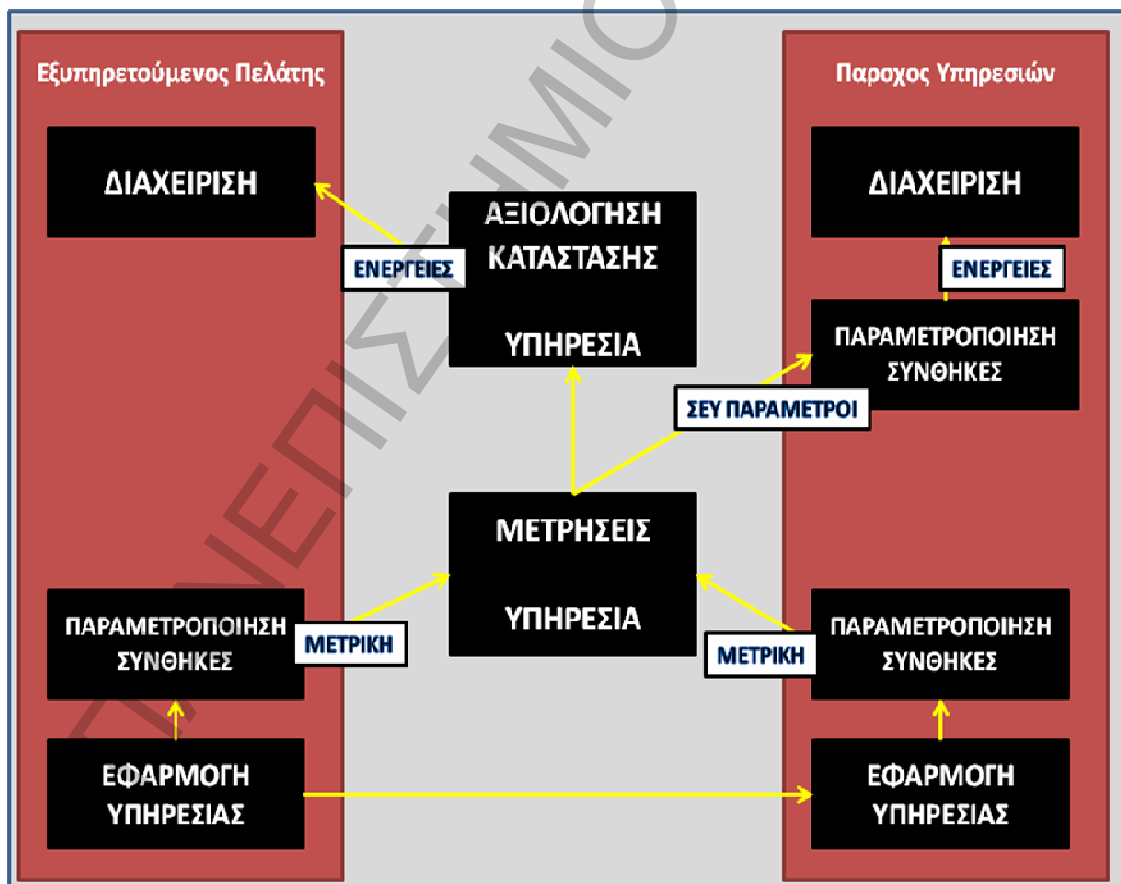 Εξυπηρετούμενος Πελάτης
ΔΙΑΧΕΙΡΙΣΗ
ΕΝΕΡΓΕΙΕΣ
ΑΞΙΟΛΟΓΗΣΗ
ΚΑΤΑΣΤΑΣΗΣ
ΥΠΗΡΕΣΙΑ
Παροχος Υπηρεσιών
ΔΙΑΧΕΙΡΙΣΗ
ΕΝΕΡΓΕΙΕΣ
ΠΑΡΑΜΕΤΡΟΠΟΙΗΣΗ
ΣΥΝΘΗΚΕΣ
ΣΕΥ ΠΑΡΑΜΕΤΡΟΙ
ΜΕΤΡΗΣΕΙΣ
ΥΠΗΡΕΣΙΑ
ΠΑΡΑΜΕΤΡΟΠΟΙΗΣΗ
ΣΥΝΘΗΚΕΣ
ΜΕΤΡΙΚΗ
ΜΕΤΡΙΚΗ
ΠΑΡΑΜΕΤΡΟΠΟΙΗΣΗ
ΣΥΝΘΗΚΕΣ
ΕΦΑΡΜΟΓΗ
ΥΠΗΡΕΣΙΑΣ
ΕΦΑΡΜΟΓΗ
ΥΠΗΡΕΣΙΑΣ
ΠΑΝΕΠΙΣΤΗΜΙΟ